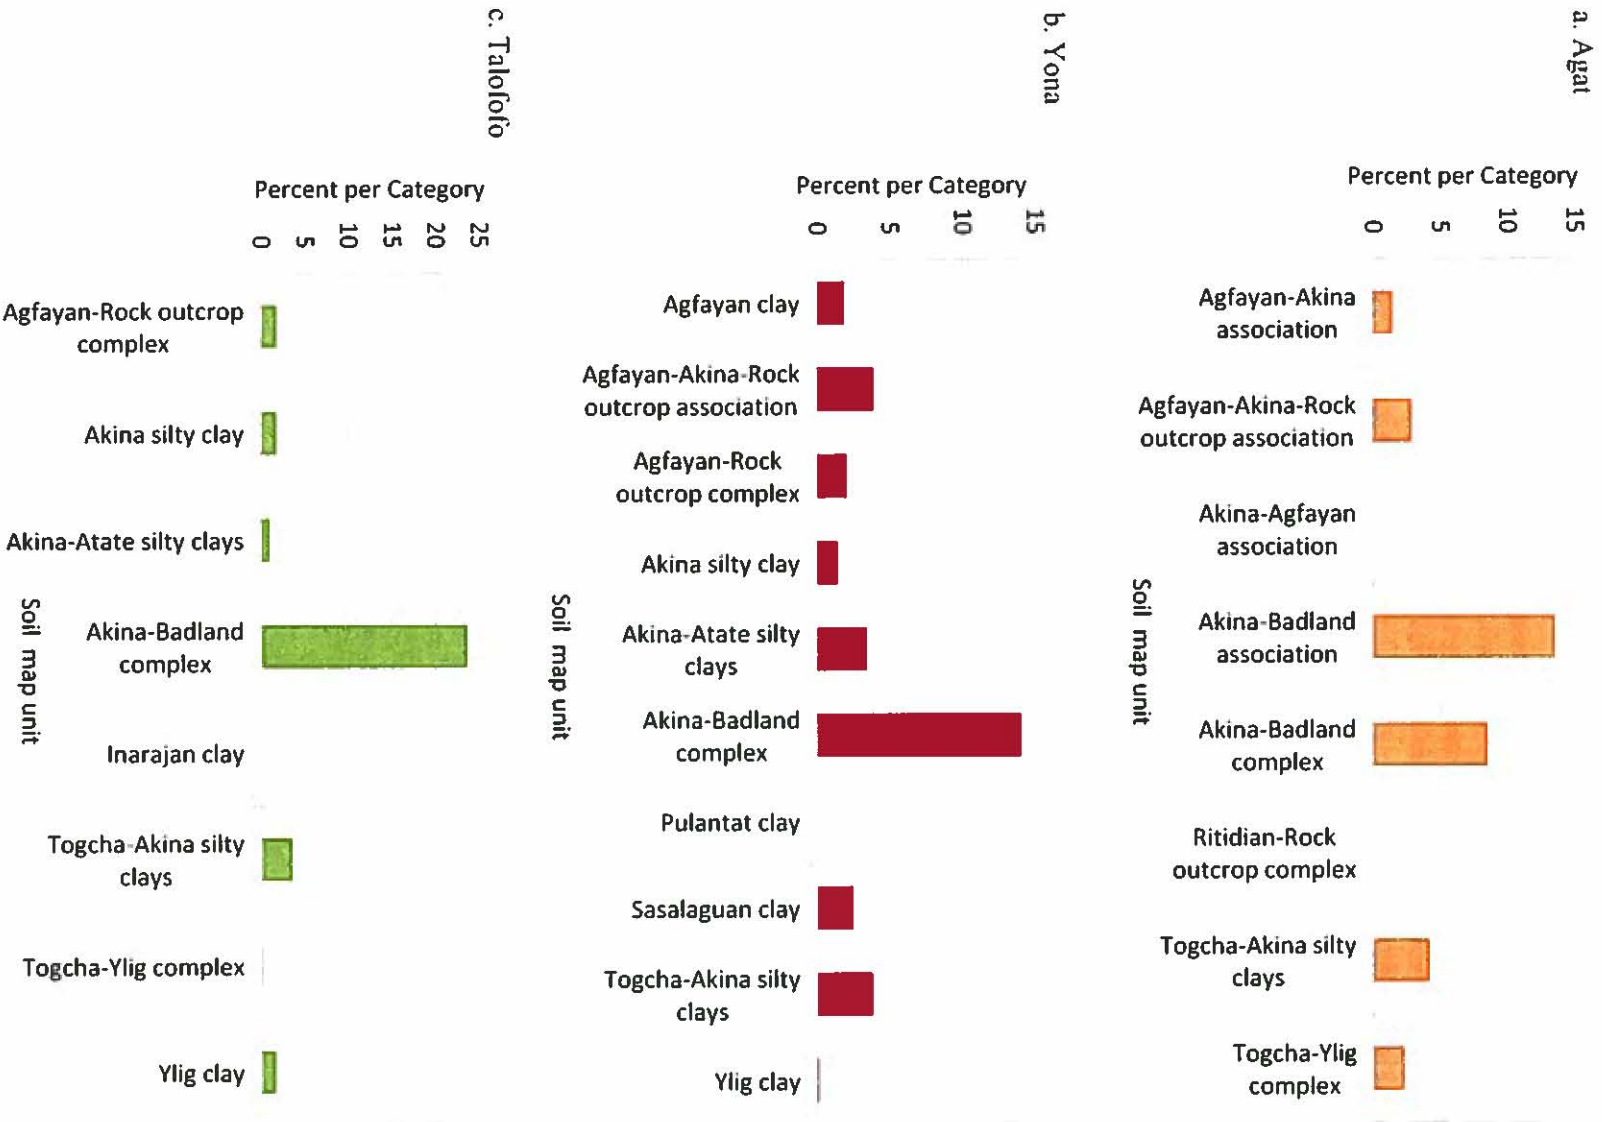 a. Agat
Percent per Category
0
5
10
15
Agfayan-Akina
association
Agfayan-Akina-Rock
outcrop association
Akina-Agfayan
association
Akina-Badland
association
Akina-Badland
complex
Ritidian-Rock
outcrop complex
Togcha-Akina silty
clays
Togcha-Ylig
complex
Soil map unit
b. Yona
Percent per Category
0
5
10
15
Agfayan clay
Agfayan-Akina-Rock
outcrop association
Agfayan-Rock
outcrop complex
Akina silty clay
Akina-Atate silty
clays
Akina-Badland
complex
Pulantat clay
Sasalaguan clay
Togcha-Akina silty
clays
Ylig clay
Soil map unit
c. Talofofo
Percent per Category
0
5
10
15
20
25
Agfayan-Rock outcrop
complex
Akina silty clay
Akina-Atate silty clays
Akina-Badland
complex
Inarajan clay
Togcha-Akina silty
clays
Togcha-Ylig complex
Ylig clay
Soil map unit